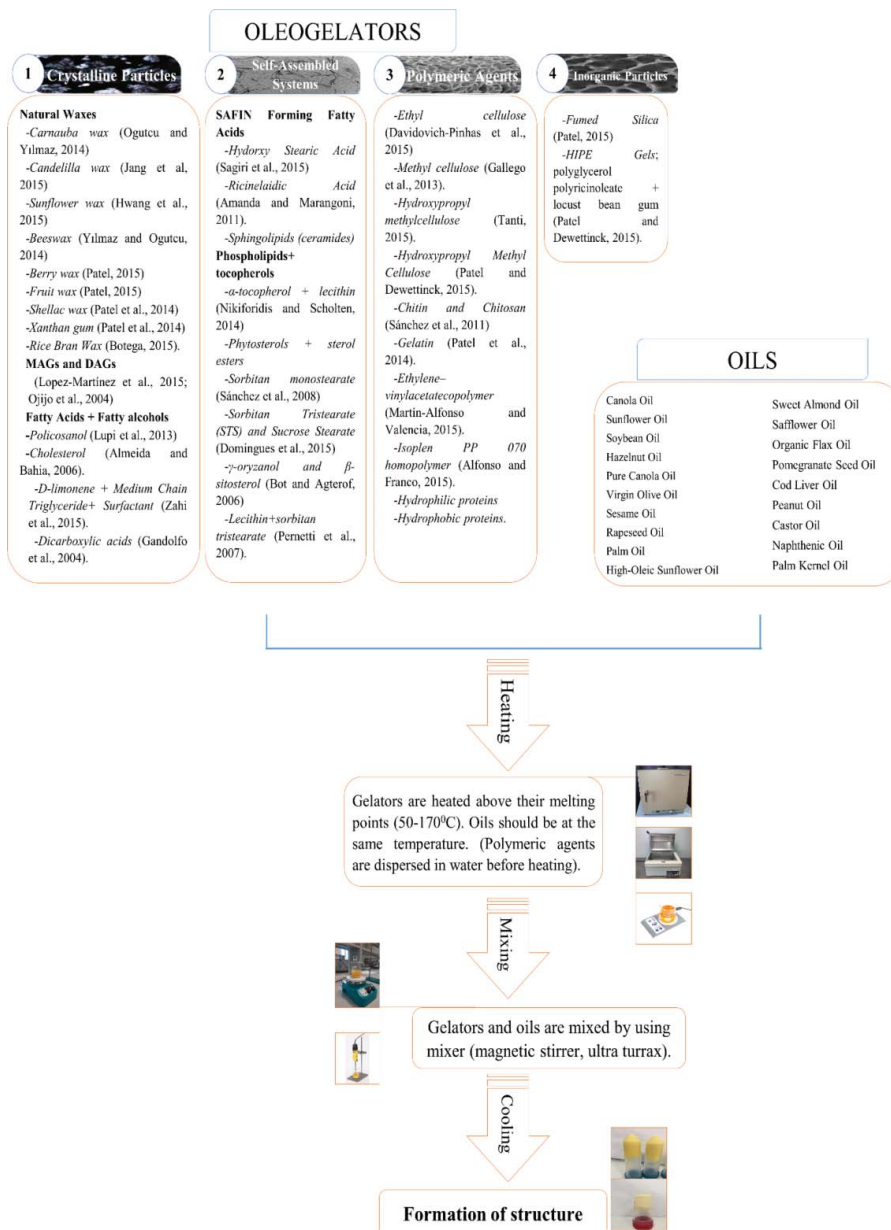 OLEOGELATORS
1 Crystalline Particles
Natural Waxes
-Carnauba wax (Ogutcu and
Yılmaz, 2014)
-Candelilla wax (Jang et al,
2015)
-Sunflower wax (Hwang et al.,
2015)
-Beeswax (Yılmaz and Ogutcu,
2014)
-Berry wax (Patel, 2015)
-Fruit wax (Patel, 2015)
-Shellac wax (Patel et al., 2014)
-Xanthan gum (Patel et al., 2014)
-Rice Bran Wax (Botega, 2015).
MAGs and DAGs
(Lopez-Martínez et al., 2015;
Ojijo et al., 2004)
Fatty Acids + Fatty alcohols
-Policosanol (Lupi et al., 2013)
-Cholesterol (Almeida and
Bahia, 2006).
-D-limonene + Medium Chain
Triglyceride+ Surfactant (Zahi
et al., 2015).
-Dicarboxylic acids (Gandolfo
et al., 2004).
2 Self-Assembled
Systems
SAFIN Forming Fatty
Acids
-Hydorxy Stearic Acid
(Sagiri et al., 2015)
-Ricinelaidic Acid
(Amanda and Marangoni,
2011).
-Sphingolipids (ceramides)
Phospholipids+
tocopherols
-α-tocopherol + lecithin
(Nikiforidis and Scholten,
2014)
-Phytosterols + sterol
esters
-Sorbitan monostearate
(Sánchez et al., 2008)
-Sorbitan Tristearate
(STS) and Sucrose Stearate
(Domingues et al., 2015)
-γ-oryzanol and β-
sitosterol (Bot and Agterof,
2006)
-Lecithin+sorbitan
tristearate (Pernetti et al.,
2007).
3 Polymeric Agents
-Ethyl cellulose
(Davidovich-Pinhas et al.,
2015)
-Methyl cellulose (Gallego
et al., 2013).
-Hydroxypropyl
methylcellulose (Tanti,
2015).
-Hydroxypropyl Methyl
Cellulose (Patel and
Dewettinck, 2015).
-Chitin and Chitosan
(Sánchez et al., 2011)
-Gelatin (Patel et al.,
2014).
-Ethylene–
vinylacetatecopolymer
(Martín-Alfonso and
Valencia, 2015).
-Isoplen PP 070
homopolymer (Alfonso and
Franco, 2015).
-Hydrophilic proteins
-Hydrophobic proteins.
4 Inorganic Particles
-Fumed Silica
(Patel, 2015)
-HIPE Gels;
polyglycerol
polyricinoleate +
locust bean gum
(Patel and
Dewettinck, 2015).
OILS
Canola Oil
Sunflower Oil
Soybean Oil
Hazelnut Oil
Pure Canola Oil
Virgin Olive Oil
Sesame Oil
Rapeseed Oil
Palm Oil
High-Oleic Sunflower Oil
Sweet Almond Oil
Safflower Oil
Organic Flax Oil
Pomegranate Seed Oil
Cod Liver Oil
Peanut Oil
Castor Oil
Naphthenic Oil
Palm Kernel Oil
Heating
Gelators are heated above their melting
points (50-170⁰C). Oils should be at the
same temperature. (Polymeric agents
are dispersed in water before heating).
Mixing
Gelators and oils are mixed by using
mixer (magnetic stirrer, ultra turrax).
Cooling
Formation of structure